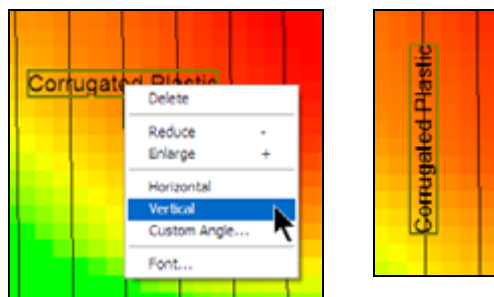 Corrugated Plastic
Delete
Reduce -
Enlarge +
Horizontal
Vertical
Custom Angle...
Font...
Corrugated Plastic